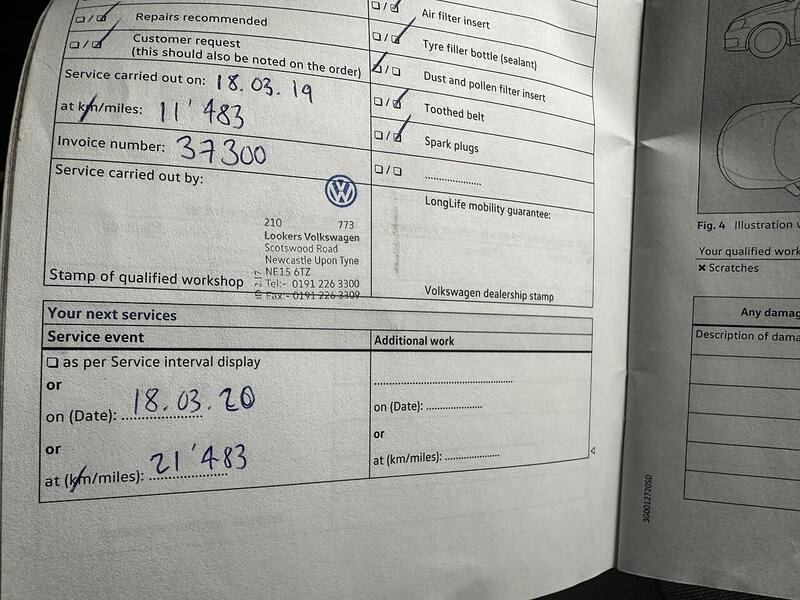 Repairs recommended
Customer request
(this should also be noted on the order)
Service carried out on: 18.03.19
at km/miles: 11'483
Invoice number: 37300
Service carried out by:
210 773
Lookers Volkswagen
Scotswood Road
Newcastle Upon Tyne
NE15 6TZ
Tel:- 0191 226 3300
Fax:- 0191 226 3309
Stamp of qualified workshop
Air filter insert
Tyre filler bottle (sealant)
Dust and pollen filter insert
Toothed belt
Spark plugs
....................
LongLife mobility guarantee:
Volkswagen dealership stamp
Your next services
Service event
as per Service interval display
or
on (Date): 18.03.20
or
at (km/miles): 21'483
Additional work
on (Date): ....................
or
at (km/miles): ....................
3G0012720SD
Fig. 4 Illustration
Your qualified work
× Scratches
Any damag
Description of dama